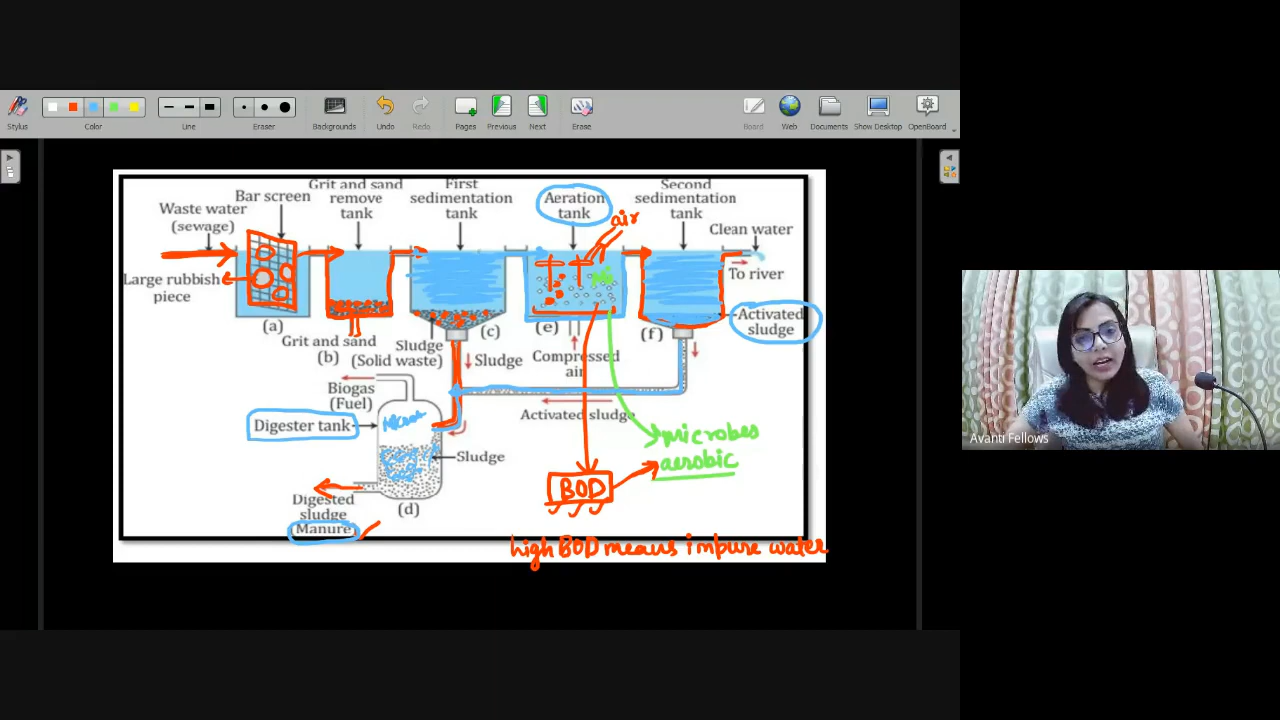 Stylus
Color
Line
Eraser
Backgrounds
Undo
Redo
Pages
Previous
Next
Erase
Board
Web
Documents
Show Desktop
OpenBoard
Waste water
(sewage)
Bar screen
Grit and sand
remove
tank
First
sedimentation
tank
Aeration
tank
air
Second
sedimentation
tank
Clean water
To river
Large rubbish
piece
(a)
Grit and sand
(b)
Sludge
(Solid waste)
(c)
Sludge
(e)
Compressed
air
(f)
Activated
sludge
Biogas
(Fuel)
Activated sludge
Digester tank
Sludge
microbes
aerobic
BOD
Digested
sludge
Manure
(d)
high BOD means impure water
Avanti Fellows